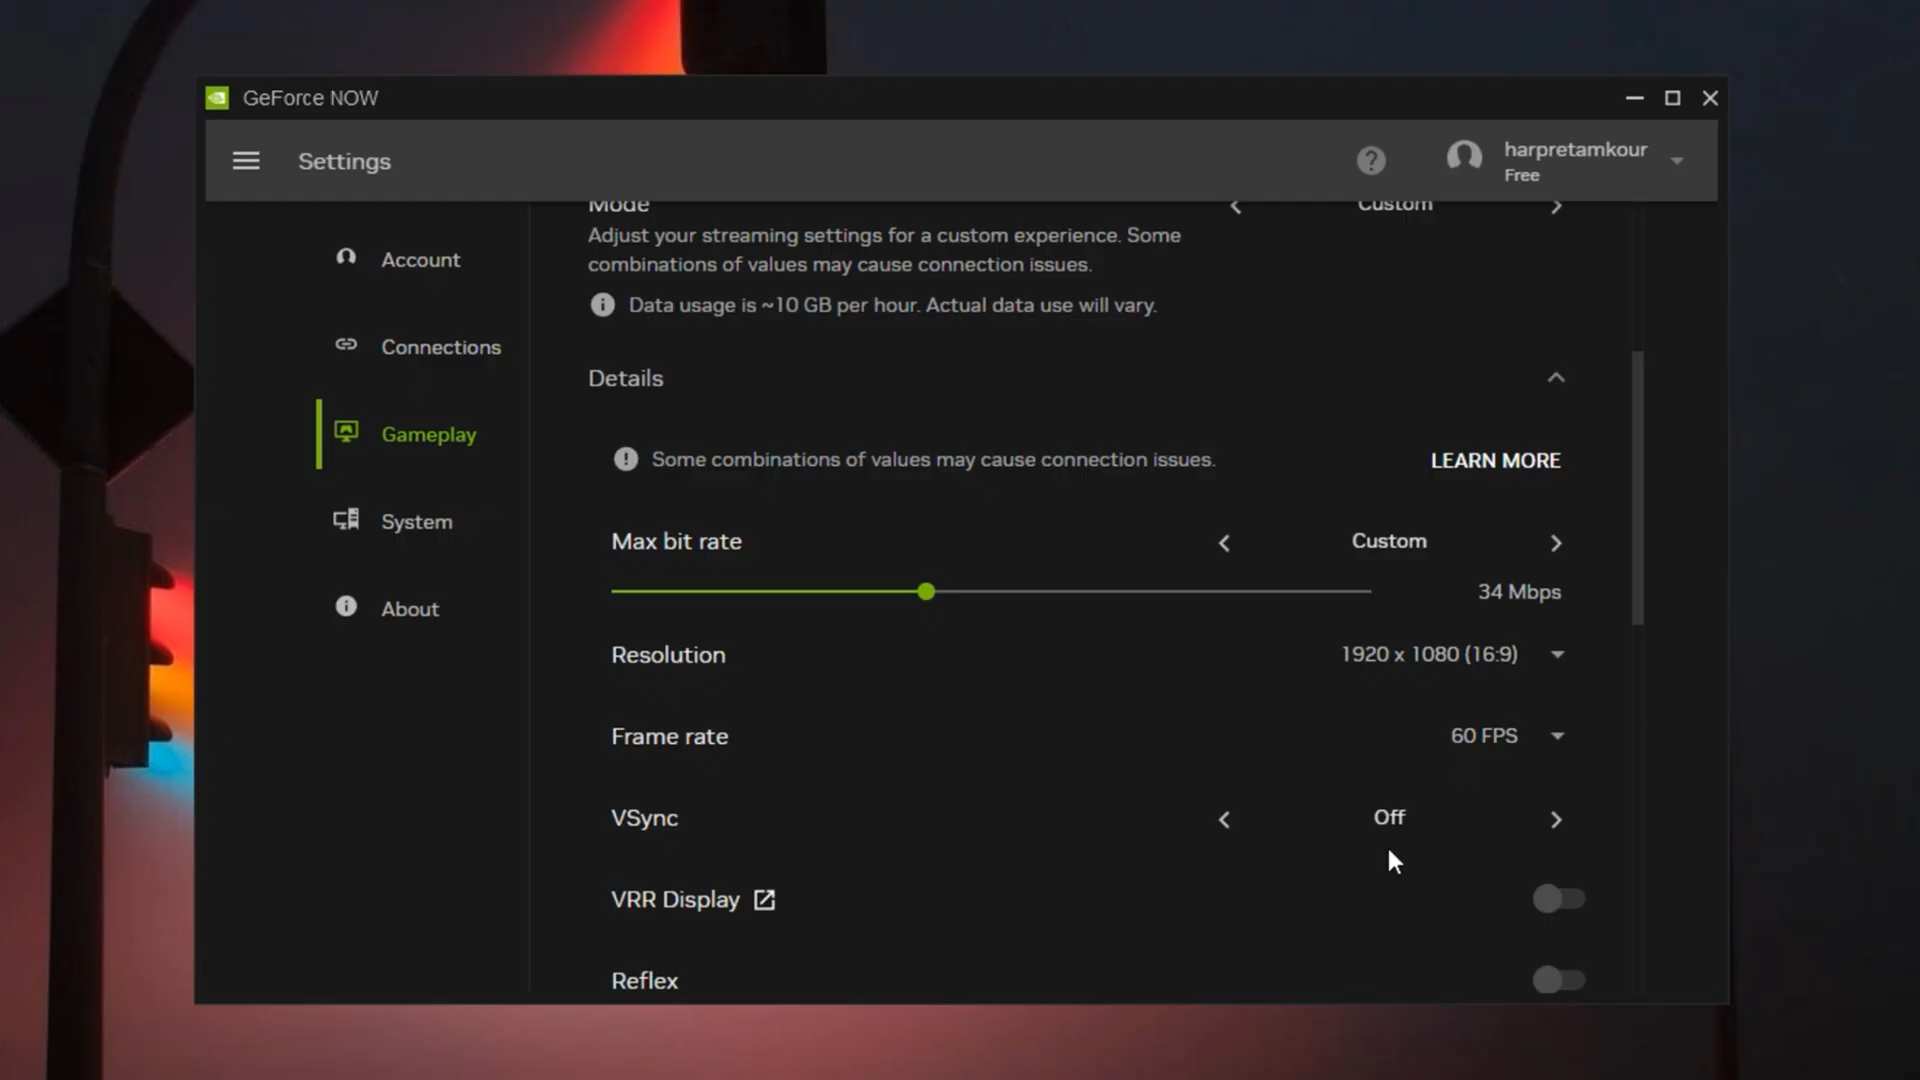 GeForce NOW
Settings
harpretamkour
Free
Mode
Custom
Adjust your streaming settings for a custom experience. Some
combinations of values may cause connection issues.
Data usage is ~10 GB per hour. Actual data use will vary.
Account
Connections
Gameplay
System
About
Details
Some combinations of values may cause connection issues.
LEARN MORE
Max bit rate
Custom
34 Mbps
Resolution
1920 x 1080 (16:9)
Frame rate
60 FPS
VSync
Off
VRR Display
Reflex